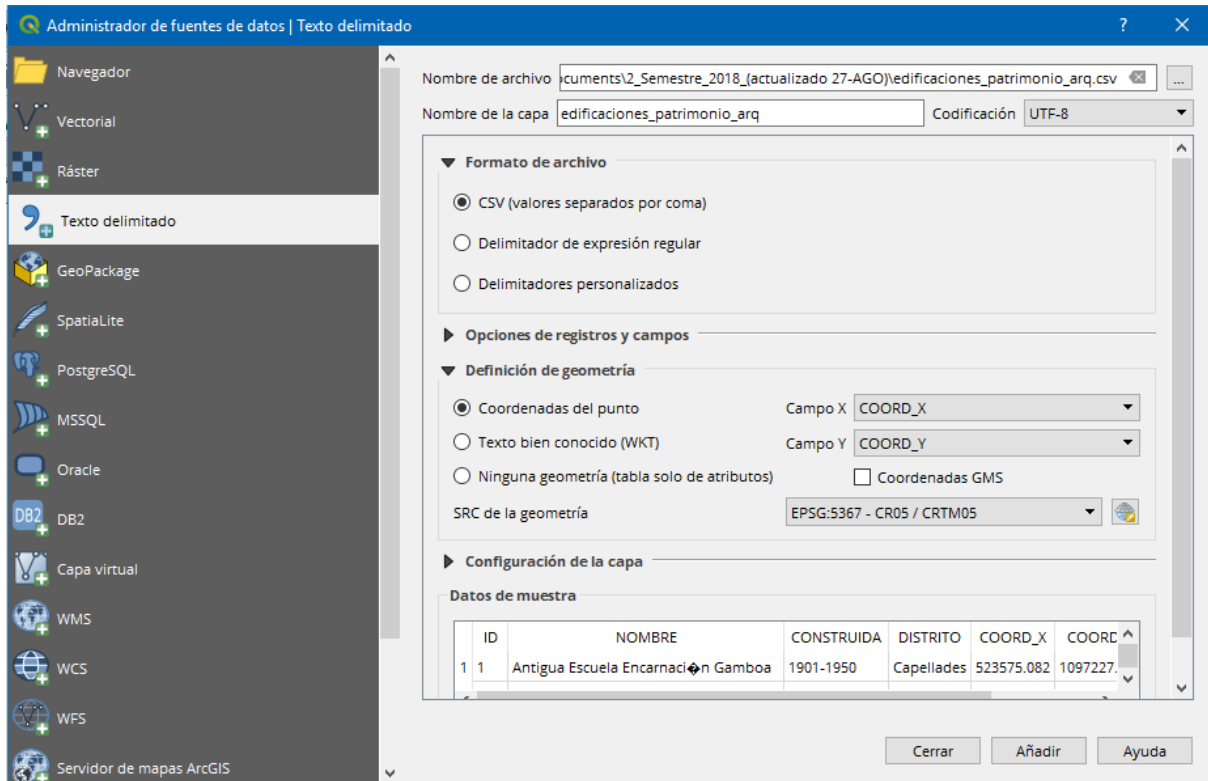 Administrador de fuentes de datos | Texto delimitado
?
Navegador
Vectorial
Ráster
Texto delimitado
GeoPackage
SpatiaLite
PostgreSQL
MSSQL
Oracle
DB2 DB2
Capa virtual
WMS
WCS
WFS
Servidor de mapas ArcGIS
Nombre de archivo ocuments\2_Semestre_2018_(actualizado 27-AGO)\edificaciones_patrimonio_arq.csv ...
Nombre de la capa edificaciones_patrimonio_arq Codificación UTF-8
Formato de archivo
CSV (valores separados por coma)
Delimitador de expresión regular
Delimitadores personalizados
Opciones de registros y campos
Definición de geometría
Coordenadas del punto Campo X COORD_X
Texto bien conocido (WKT) Campo Y COORD_Y
Ninguna geometría (tabla solo de atributos) Coordenadas GMS
SRC de la geometría EPSG:5367 - CR05 / CRTM05
Configuración de la capa
Datos de muestra
ID NOMBRE CONSTRUIDA DISTRITO COORD_X COORD
1 1 Antigua Escuela Encarnaci�n Gamboa 1901-1950 Capellades 523575.082 1097227.
Cerrar Añadir Ayuda